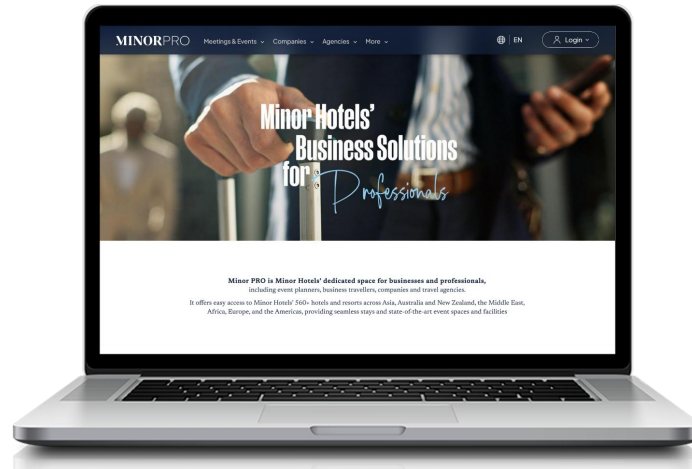 MINORPRO Meetings & Events Companies Agencies More EN Login
Minor Hotels'
Business Solutions
for Professionals
Minor PRO is Minor Hotels' dedicated space for businesses and professionals,
including event planners, business travellers, companies and travel agencies.
It offers easy access to Minor Hotels' 560+ hotels and resorts across Asia, Australia and New Zealand, the Middle East,
Africa, Europe, and the Americas, providing seamless stays and state-of-the-art event spaces and facilities